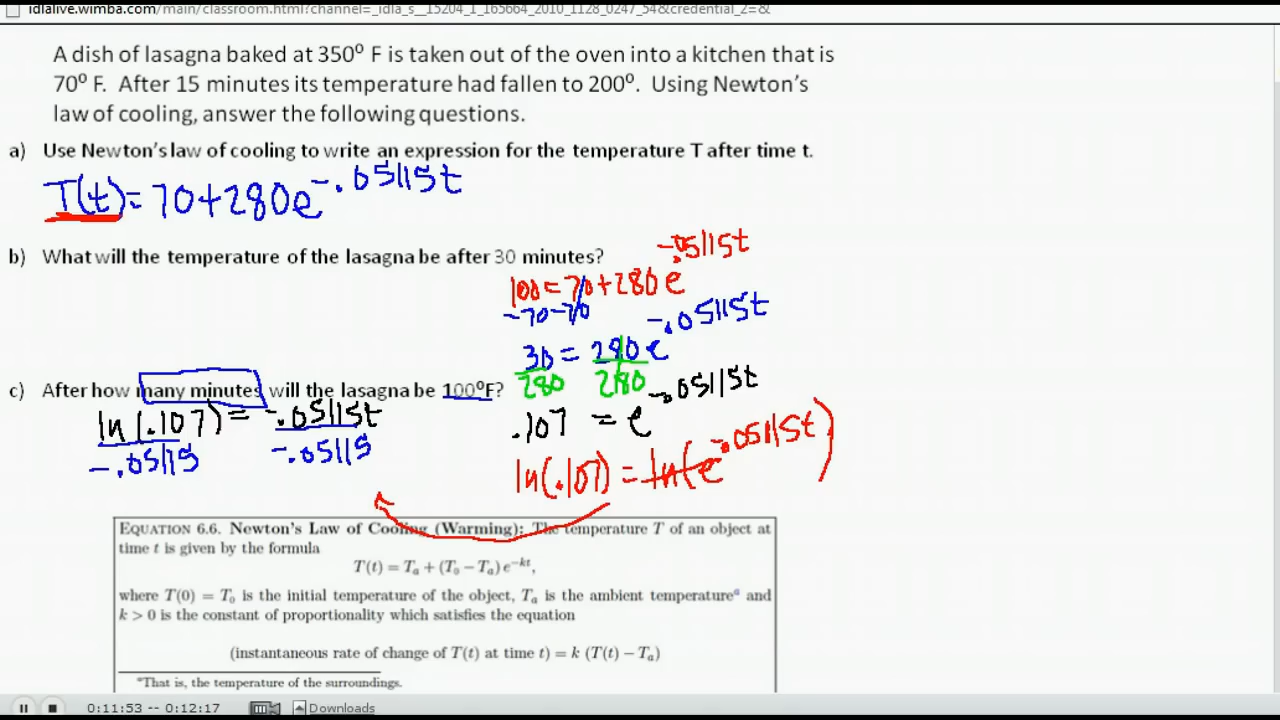 idlalive.wimba.com/main/classroom.html?channel=_idla_s__15204_1_165664_2010_1128_0247_54&credential_2=&
A dish of lasagna baked at 350⁰ F is taken out of the oven into a kitchen that is
70⁰ F. After 15 minutes its temperature had fallen to 200⁰. Using Newton's
law of cooling, answer the following questions.
a) Use Newton's law of cooling to write an expression for the temperature T after time t.
T(t)= 70+280e^-.05115t
b) What will the temperature of the lasagna be after 30 minutes?
100=70+280e^-.05115t
-70-70
30 = 280e^-.05115t
280 280
c) After how many minutes will the lasagna be 100⁰F?
.107 = e^-.05115t
ln(.107) = ln(e^-.05115t)
ln(.107) = -.05115t
-.05115 -.05115
EQUATION 6.6. Newton's Law of Cooling (Warming): The temperature T of an object at
time t is given by the formula
T(t) = Tₐ + (T₀ − Tₐ) e^−kt,
where T(0) = T₀ is the initial temperature of the object, Tₐ is the ambient temperatureᵃ and
k > 0 is the constant of proportionality which satisfies the equation
(instantaneous rate of change of T(t) at time t) = k (T(t) − Tₐ)
ᵃThat is, the temperature of the surroundings.
0:11:53 -- 0:12:17 Downloads